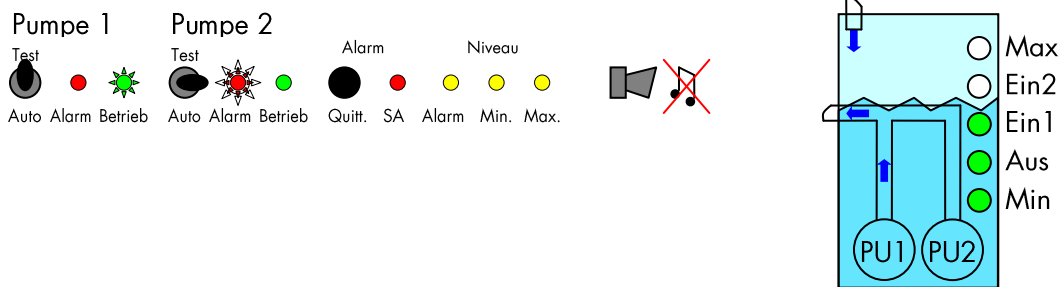 Pumpe 1 Pumpe 2
Test Test Alarm Niveau
Auto Alarm Betrieb Auto Alarm Betrieb Quitt. SA Alarm Min. Max.
Max
Ein2
Ein1
Aus
Min
PU1 PU2